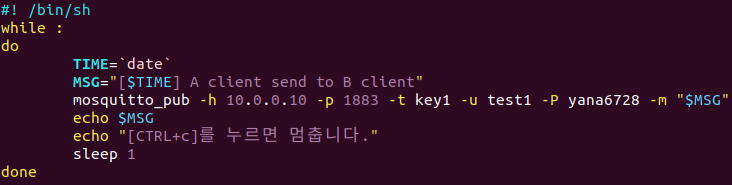 #! /bin/sh
while :
do
        TIME=`date`
        MSG="[$TIME] A client send to B client"
        mosquitto_pub -h 10.0.0.10 -p 1883 -t key1 -u test1 -P yana6728 -m "$MSG"
        echo $MSG
        echo "[CTRL+c]를 누르면 멈춥니다."
        sleep 1
done